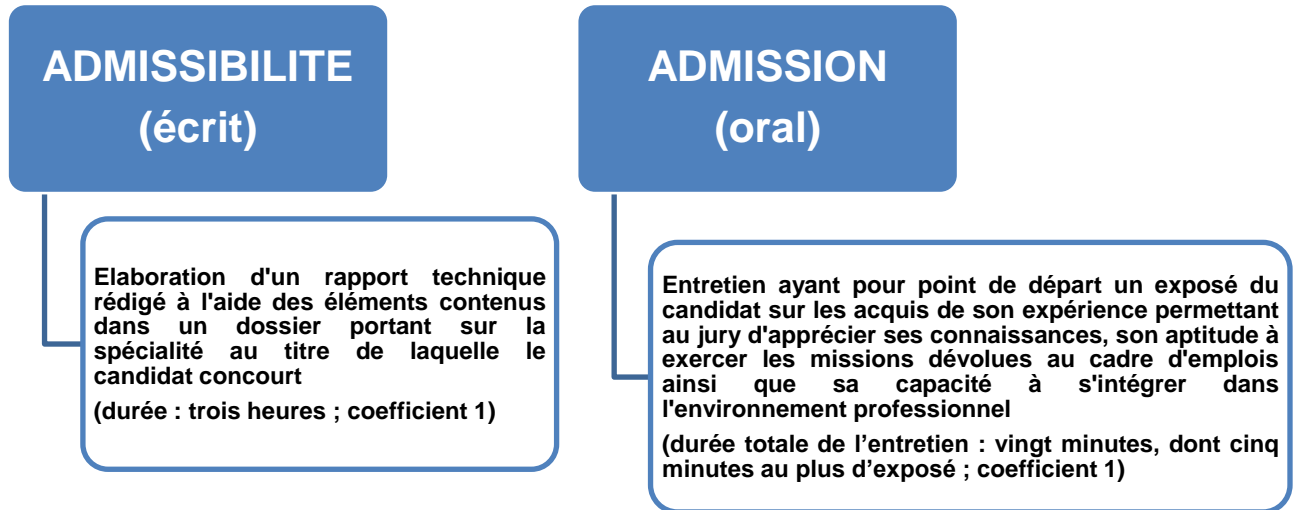 ADMISSIBILITE
(écrit)
Elaboration d'un rapport technique
rédigé à l'aide des éléments contenus
dans un dossier portant sur la
spécialité au titre de laquelle le
candidat concourt
(durée : trois heures ; coefficient 1)
ADMISSION
(oral)
Entretien ayant pour point de départ un exposé du
candidat sur les acquis de son expérience permettant
au jury d'apprécier ses connaissances, son aptitude à
exercer les missions dévolues au cadre d'emplois
ainsi que sa capacité à s'intégrer dans
l'environnement professionnel
(durée totale de l’entretien : vingt minutes, dont cinq
minutes au plus d’exposé ; coefficient 1)